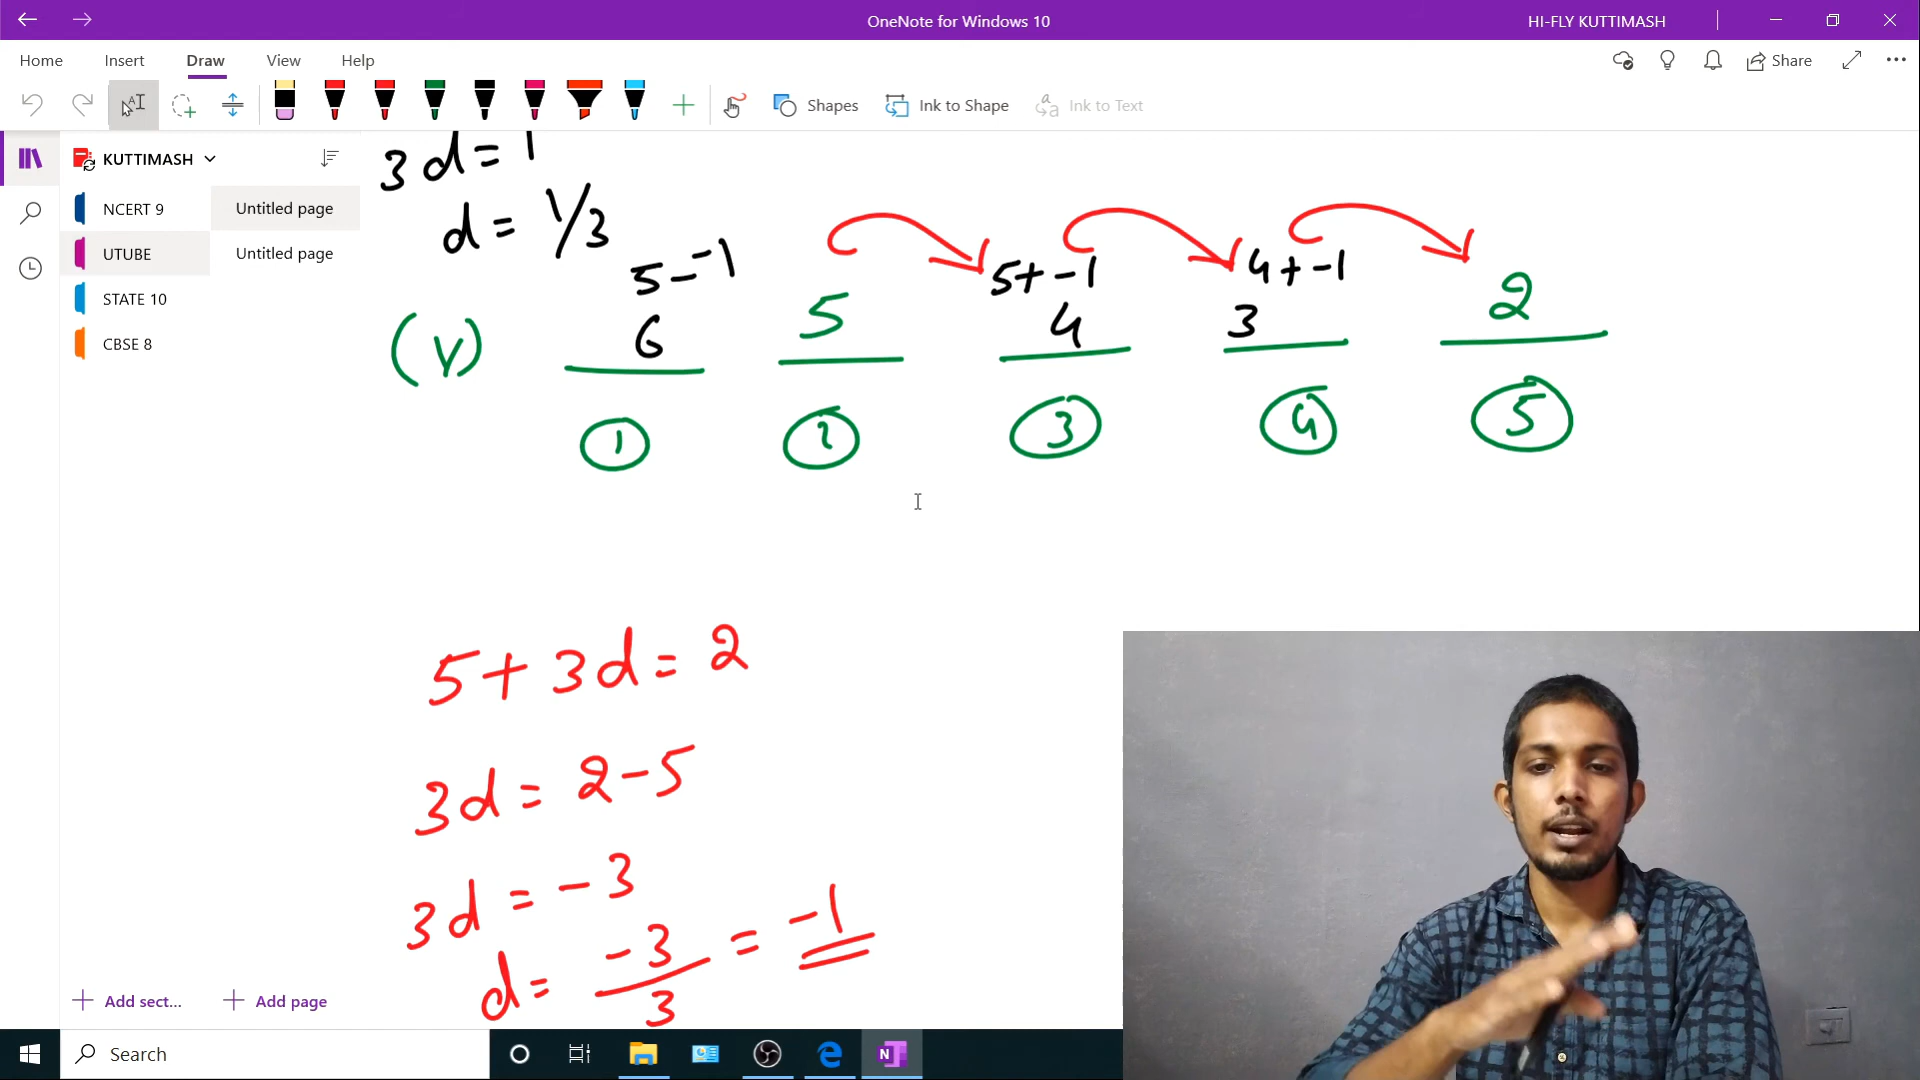 OneNote for Windows 10
HI-FLY KUTTIMASH
Home Insert Draw View Help
Share
Shapes
Ink to Shape
Ink to Text
KUTTIMASH
NCERT 9
UTUBE
STATE 10
CBSE 8
Untitled page
Untitled page
Add sect...
Add page
3d = 1
d = 1/3
5 - -1
5 + -1
4 + -1
(V) 6 5 4 3 2
1 2 3 4 5
5 + 3d = 2
3d = 2 - 5
3d = -3
d = -3/3 = -1
Search